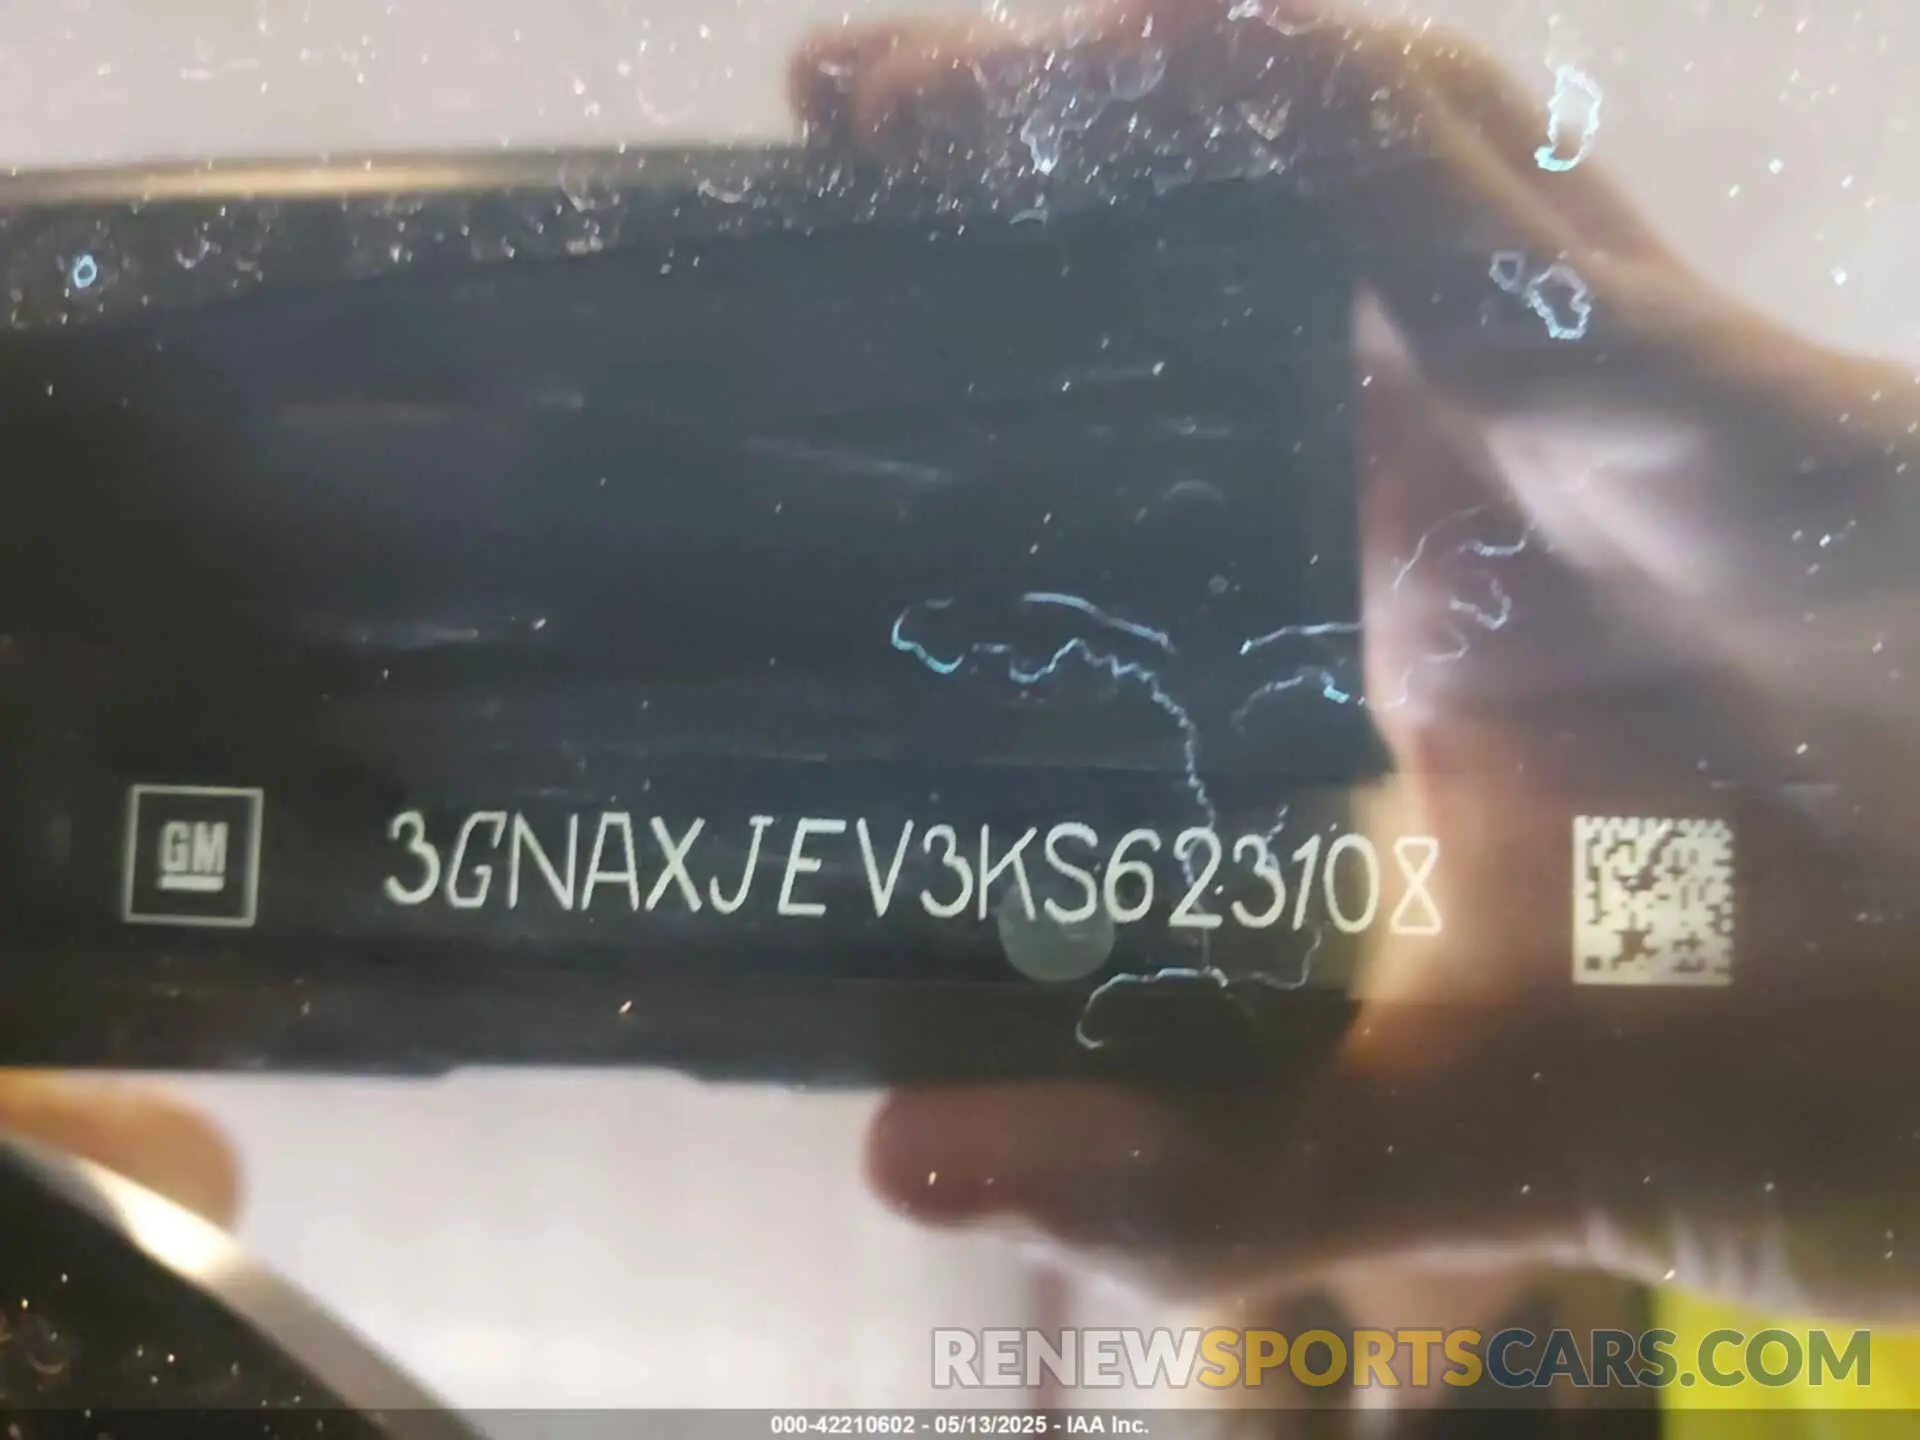 GM 3GNAXJEV3KS623108
RENEWSPORTSCARS.COM
000-42210602 - 05/13/2025 - IAA Inc.